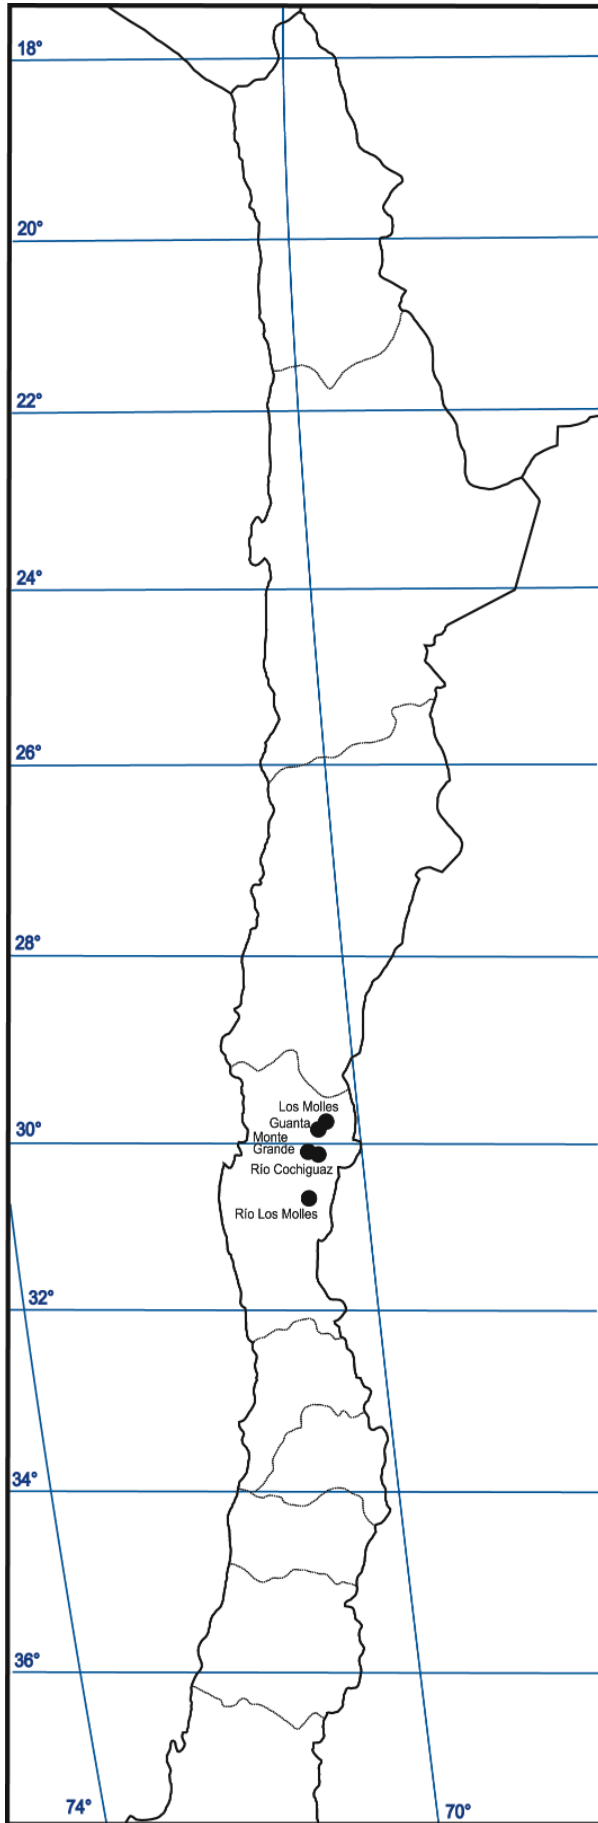 18°
20°
22°
24°
26°
28°
Los Molles
Guanta
30°
Monte
Grande
Río Cochiguaz
Río Los Molles
32°
34°
36°
74°
70°